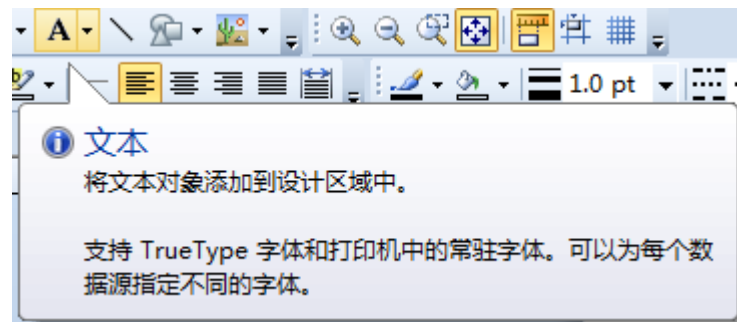 A
1.0 pt
文本
将文本对象添加到设计区域中。
支持 TrueType 字体和打印机中的常驻字体。可以为每个数
据源指定不同的字体。